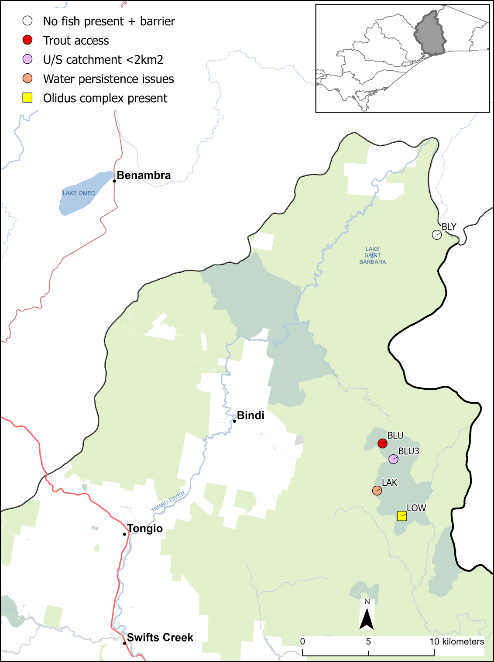 No fish present + barrier
Trout access
U/S catchment <2km2
Water persistence issues
Olidus complex present
Benambra
LAKE OMEO
BLY
LAKE
SAINT
BARBARA
Bindi
BLU
BLU3
LAK
LOW
TAMBO RIVER
Tongio
Swifts Creek
N
0 5 10 kilometers